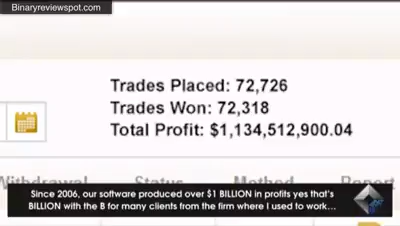 Binaryreviewspot.com
Trades Placed: 72,726
Trades Won: 72,318
Total Profit: $1,134,512,900.04
Withdrawal Status Method Report
Since 2006, our software produced over $1 BILLION in profits yes that's
BILLION with the B for many clients from the firm where I used to work...